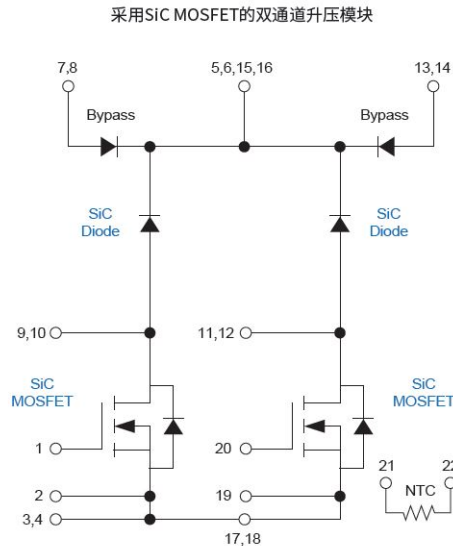 采用SiC MOSFET的双通道升压模块
7,8
5,6,15,16
13,14
Bypass
Bypass
SiC
Diode
SiC
Diode
9,10
11,12
SiC
MOSFET
SiC
MOSFET
1
20
21
22
NTC
2
19
3,4
17,18